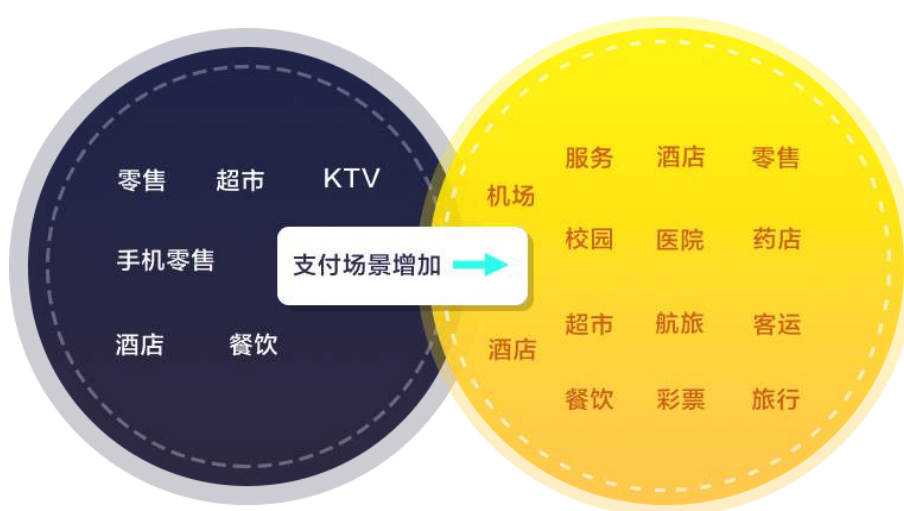 零售 超市 KTV
手机零售
酒店 餐饮
支付场景增加
服务 酒店 零售
机场
校园 医院 药店
超市 航旅 客运
酒店
餐饮 彩票 旅行